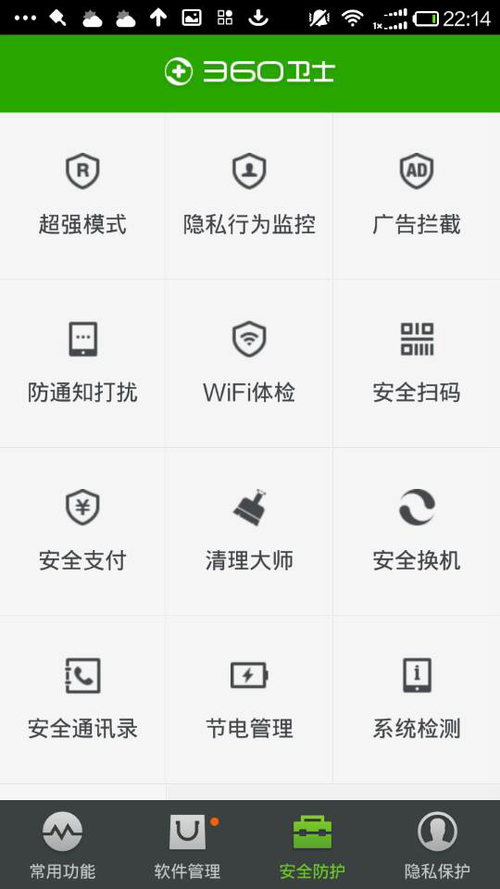 1x 22:14
360卫士
R
AD
超强模式 隐私行为监控 广告拦截
防通知打扰 WiFi体检 安全扫码
¥
安全支付 清理大师 安全换机
i
安全通讯录 节电管理 系统检测
常用功能 软件管理 安全防护 隐私保护